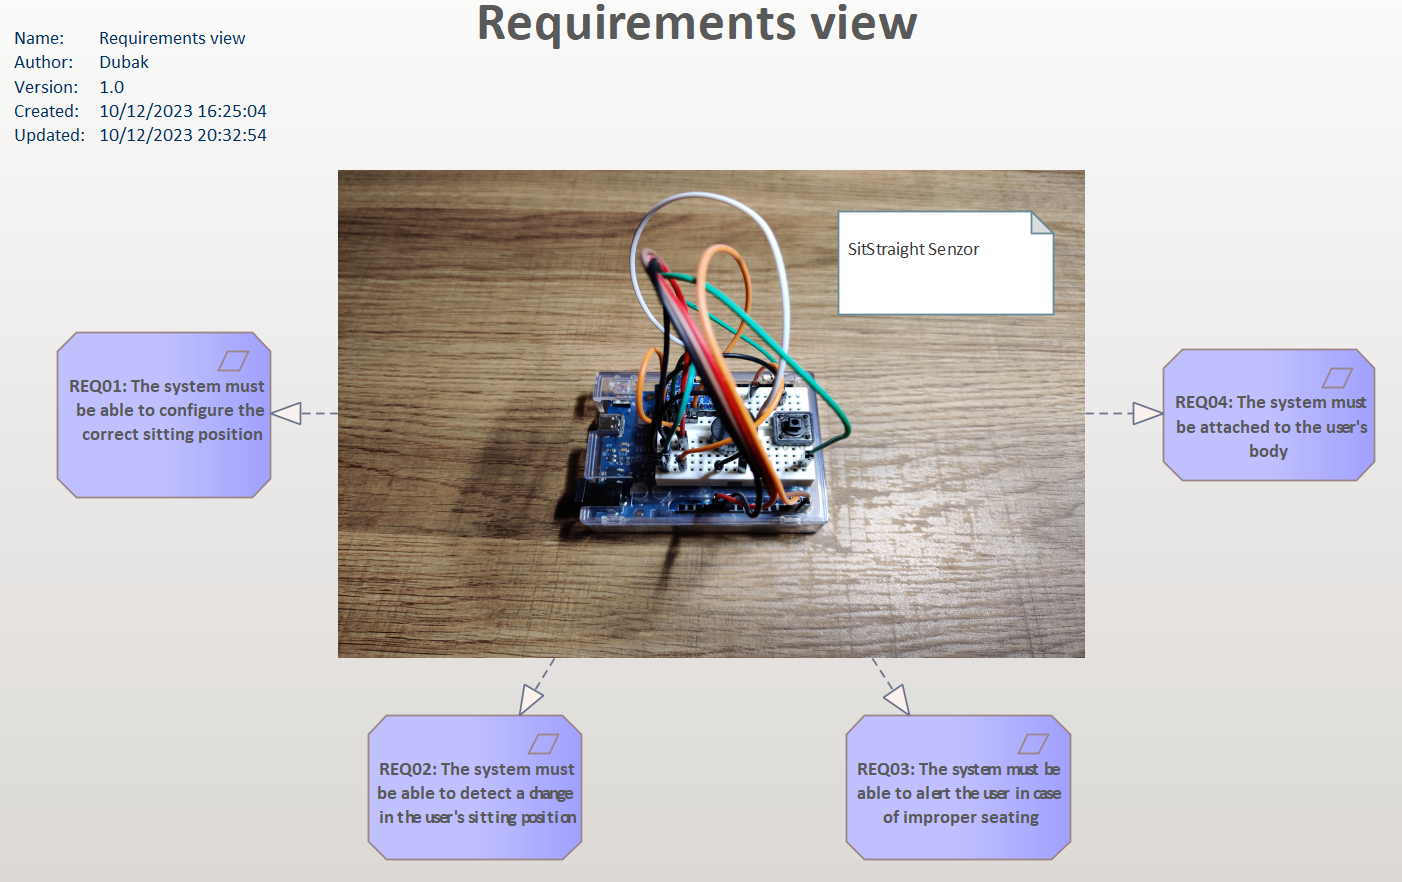 Requirements view
Name: Requirements view
Author: Dubak
Version: 1.0
Created: 10/12/2023 16:25:04
Updated: 10/12/2023 20:32:54
SitStraight Senzor
REQ01: The system must
be able to configure the
correct sitting position
REQ04: The system must
be attached to the user's
body
REQ02: The system must
be able to detect a change
in the user's sitting position
REQ03: The system must be
able to alert the user in case
of improper seating